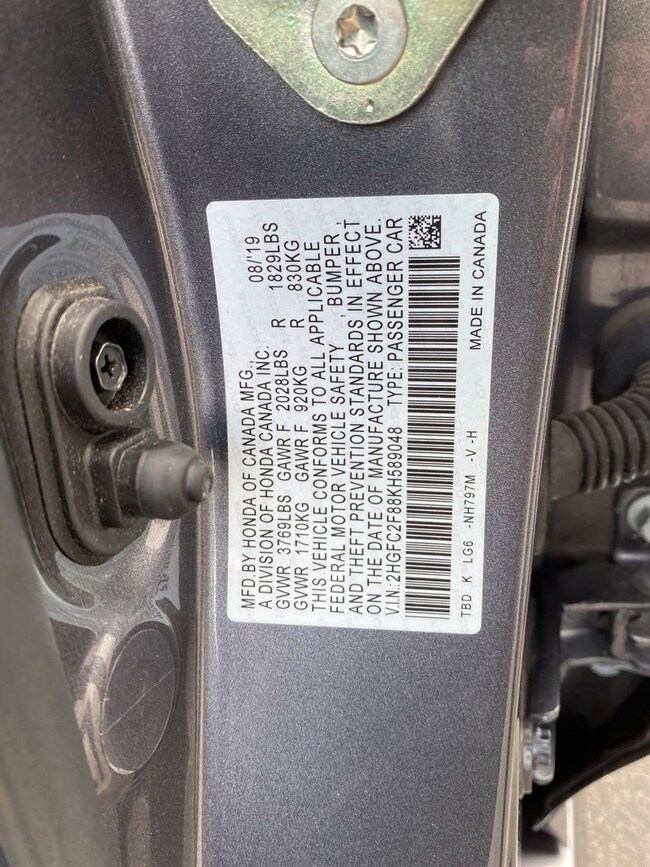 MFD.BY HONDA OF CANADA MFG.,
A DIVISION OF HONDA CANADA INC. 08/'19
GVWR 3769LBS GAWR F 2028LBS R 1829LBS
GVWR 1710KG GAWR F 920KG R 830KG
THIS VEHICLE CONFORMS TO ALL APPLICABLE
FEDERAL MOTOR VEHICLE SAFETY , BUMPER ,
AND THEFT PREVENTION STANDARDS IN EFFECT
ON THE DATE OF MANUFACTURE SHOWN ABOVE.
V.I.N.:2HGFC2F88KH589048 TYPE: PASSENGER CAR
TBD K LG6 -NH797M -V -H MADE IN CANADA